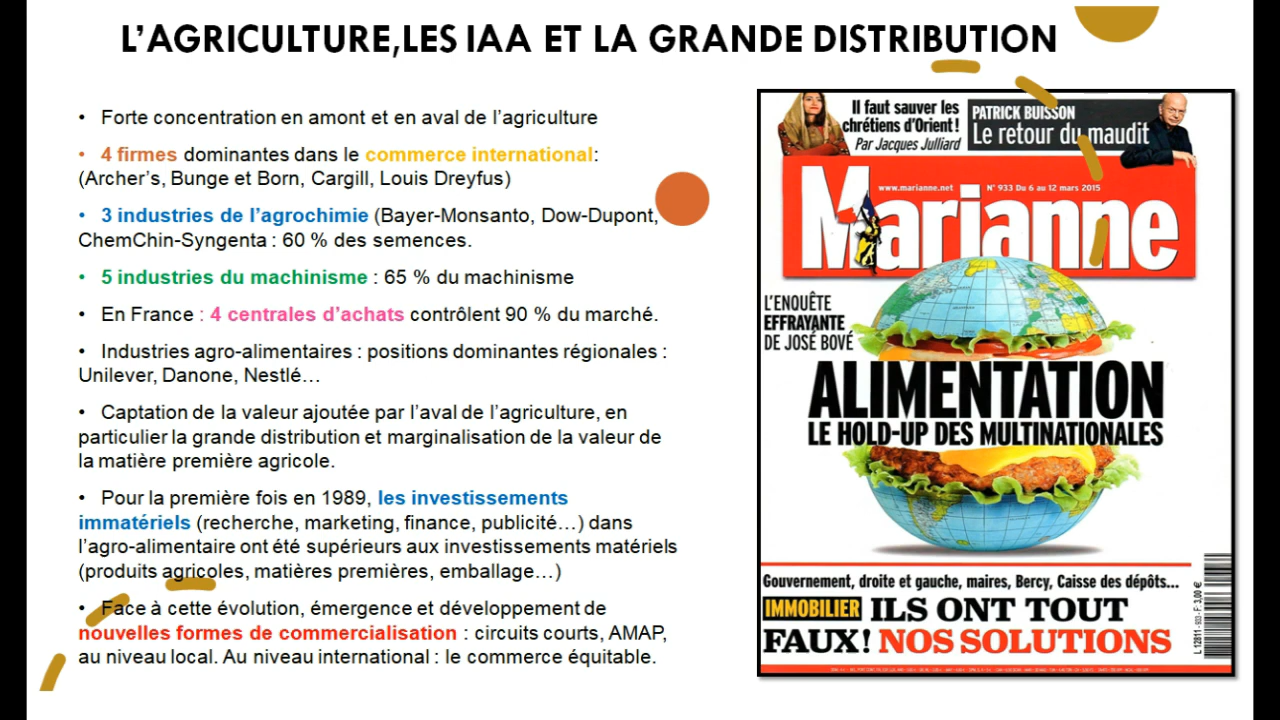 L'AGRICULTURE,LES IAA ET LA GRANDE DISTRIBUTION
• Forte concentration en amont et en aval de l'agriculture
• 4 firmes dominantes dans le commerce international:
(Archer's, Bunge et Born, Cargill, Louis Dreyfus)
• 3 industries de l'agrochimie (Bayer-Monsanto, Dow-Dupont,
ChemChin-Syngenta : 60 % des semences.
• 5 industries du machinisme : 65 % du machinisme
• En France : 4 centrales d'achats contrôlent 90 % du marché.
• Industries agro-alimentaires : positions dominantes régionales :
Unilever, Danone, Nestlé…
• Captation de la valeur ajoutée par l'aval de l'agriculture, en
particulier la grande distribution et marginalisation de la valeur de
la matière première agricole.
• Pour la première fois en 1989, les investissements
immatériels (recherche, marketing, finance, publicité…) dans
l'agro-alimentaire ont été supérieurs aux investissements matériels
(produits agricoles, matières premières, emballage…)
• Face à cette évolution, émergence et développement de
nouvelles formes de commercialisation : circuits courts, AMAP,
au niveau local. Au niveau international : le commerce équitable.
Il faut sauver les
chrétiens d'Orient !
Par Jacques Julliard
PATRICK BUISSON
Le retour du maudit
www.marianne.net N° 933 Du 6 au 12 mars 2015
Marianne
L'ENQUÊTE
EFFRAYANTE
DE JOSÉ BOVÉ
ALIMENTATION
LE HOLD-UP DES MULTINATIONALES
Gouvernement, droite et gauche, maires, Bercy, Caisse des dépôts...
IMMOBILIER ILS ONT TOUT
FAUX! NOS SOLUTIONS
L 12811 - 933 - F: 3,00 €